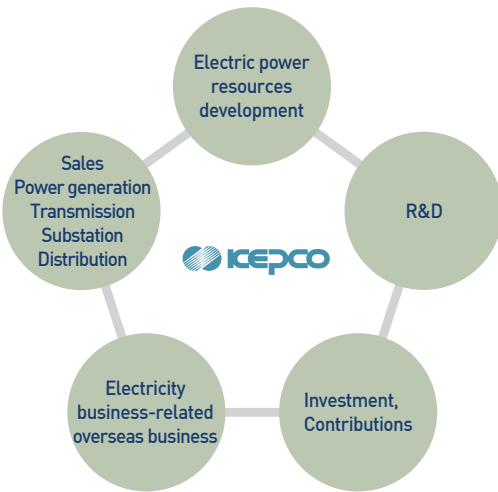 Electric power
resources
development
Sales
Power generation
Transmission
Substation
Distribution
R&D
KEPCO
Electricity
business-related
overseas business
Investment,
Contributions